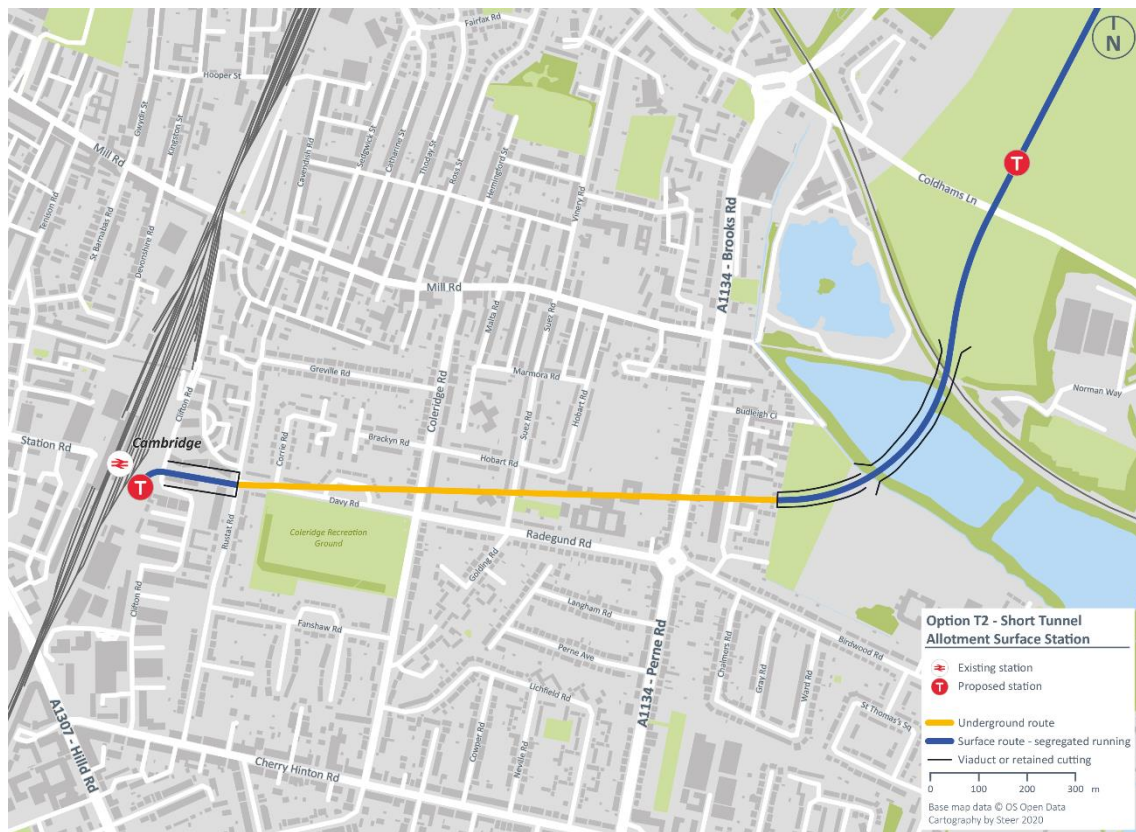 Fairfax Rd
N
Hooper St
Gwydir St
Kingston St
Mill Rd
Cavendish Rd
Sedgwick St
Catharine St
Thoday St
Ross St
Hemingford St
Vinery Rd
Coldhams Ln
T
Tenison Rd
St Barnabas Rd
Devonshire Rd
A1134 - Brooks Rd
Mill Rd
Malta Rd
Suez Rd
Marmora Rd
Greville Rd
Coleridge Rd
Hobart Rd
Suez Rd
Norman Way
Budleigh Cl
Clifton Rd
Station Rd
Cambridge
Corrie Rd
Brackyn Rd
Hobart Rd
T
Davy Rd
Rustat Rd
Coleridge Recreation
Ground
Radegund Rd
Golding Rd
Clifton Rd
Langham Rd
Fanshaw Rd
Perne Ave
Birdwood Rd
Chalmers Rd
Gray Rd
Ward Rd
Lichfield Rd
A1134 - Perne Rd
St Thomas's Sq
Cowper Rd
Neville Rd
A1307 - Hilld Rd
Cherry Hinton Rd
Option T2 - Short Tunnel
Allotment Surface Station
Existing station
T Proposed station
Underground route
Surface route - segregated running
Viaduct or retained cutting
0 100 200 300 m
Base map data © OS Open Data
Cartography by Steer 2020